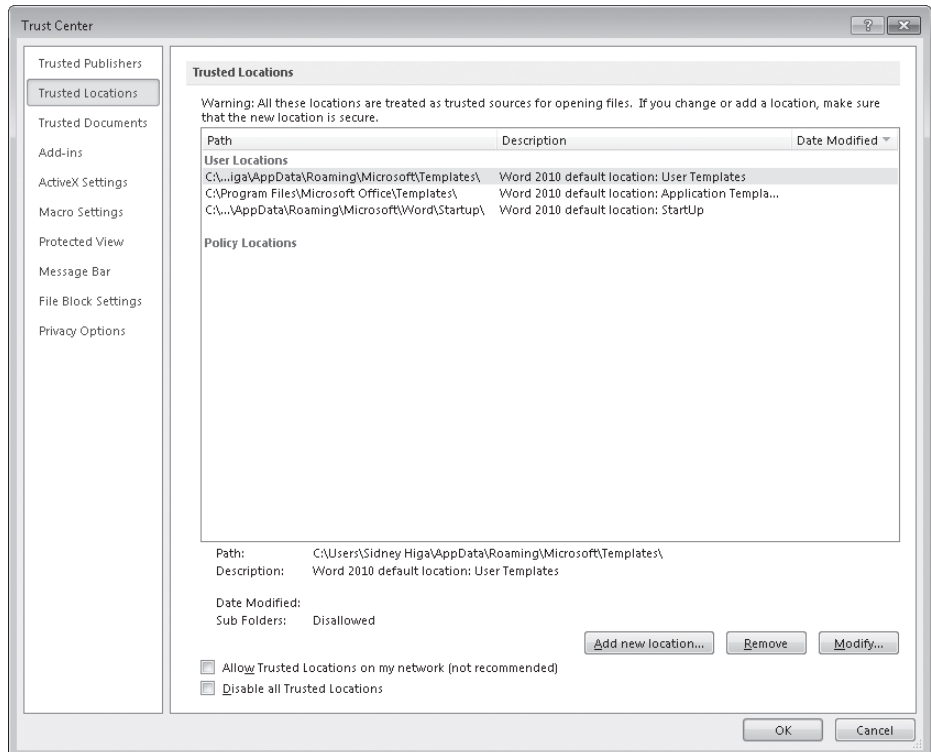 Trust Center
Trusted Publishers
Trusted Locations
Trusted Documents
Add-ins
ActiveX Settings
Macro Settings
Protected View
Message Bar
File Block Settings
Privacy Options
Trusted Locations
Warning: All these locations are treated as trusted sources for opening files. If you change or add a location, make sure
that the new location is secure.
Path Description Date Modified
User Locations
C:\...iga\AppData\Roaming\Microsoft\Templates\ Word 2010 default location: User Templates
C:\Program Files\Microsoft Office\Templates\ Word 2010 default location: Application Templa...
C:\...\AppData\Roaming\Microsoft\Word\Startup\ Word 2010 default location: StartUp
Policy Locations
Path: C:\Users\Sidney Higa\AppData\Roaming\Microsoft\Templates\
Description: Word 2010 default location: User Templates
Date Modified:
Sub Folders: Disallowed
Add new location... Remove Modify...
Allow Trusted Locations on my network (not recommended)
Disable all Trusted Locations
OK Cancel